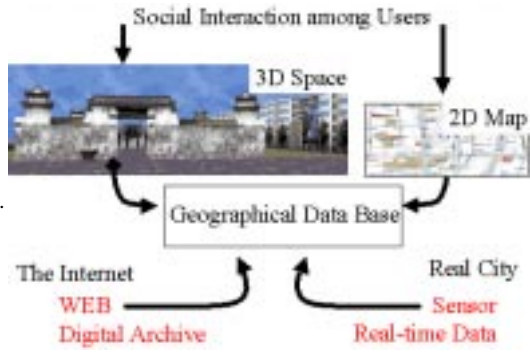 Social Interaction among Users
3D Space
2D Map
Geographical Data Base
The Internet
Real City
WEB
Sensor
Digital Archive
Real-time Data